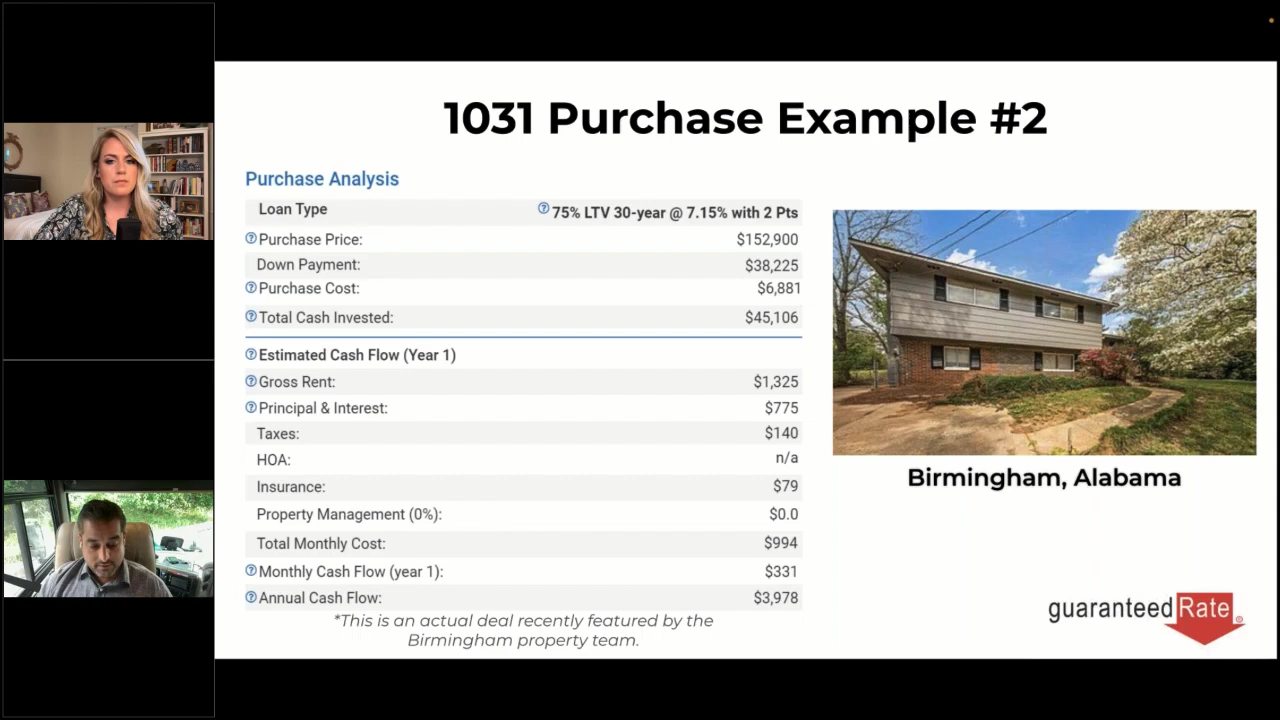 1031 Purchase Example #2
Purchase Analysis
Loan Type 75% LTV 30-year @ 7.15% with 2 Pts
Purchase Price: $152,900
Down Payment: $38,225
Purchase Cost: $6,881
Total Cash Invested: $45,106
Estimated Cash Flow (Year 1)
Gross Rent: $1,325
Principal & Interest: $775
Taxes: $140
HOA: n/a
Insurance: $79
Property Management (0%): $0.0
Total Monthly Cost: $994
Monthly Cash Flow (year 1): $331
Annual Cash Flow: $3,978
*This is an actual deal recently featured by the
Birmingham property team.
Birmingham, Alabama
guaranteed Rate